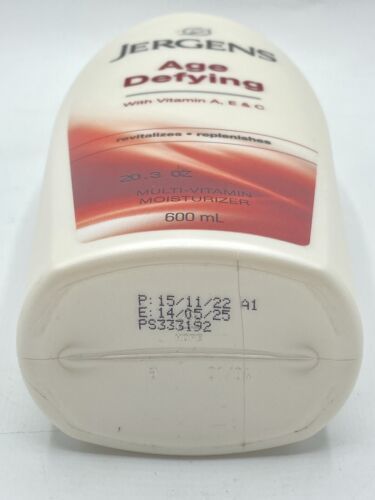 JERGENS
Age
Defying
With Vitamin A, E & C
revitalizes • replenishes
20.3 OZ
MULTI-VITAMIN
MOISTURIZER
600 mL
P: 15/11/22 A1
E: 14/05/25
PS333192